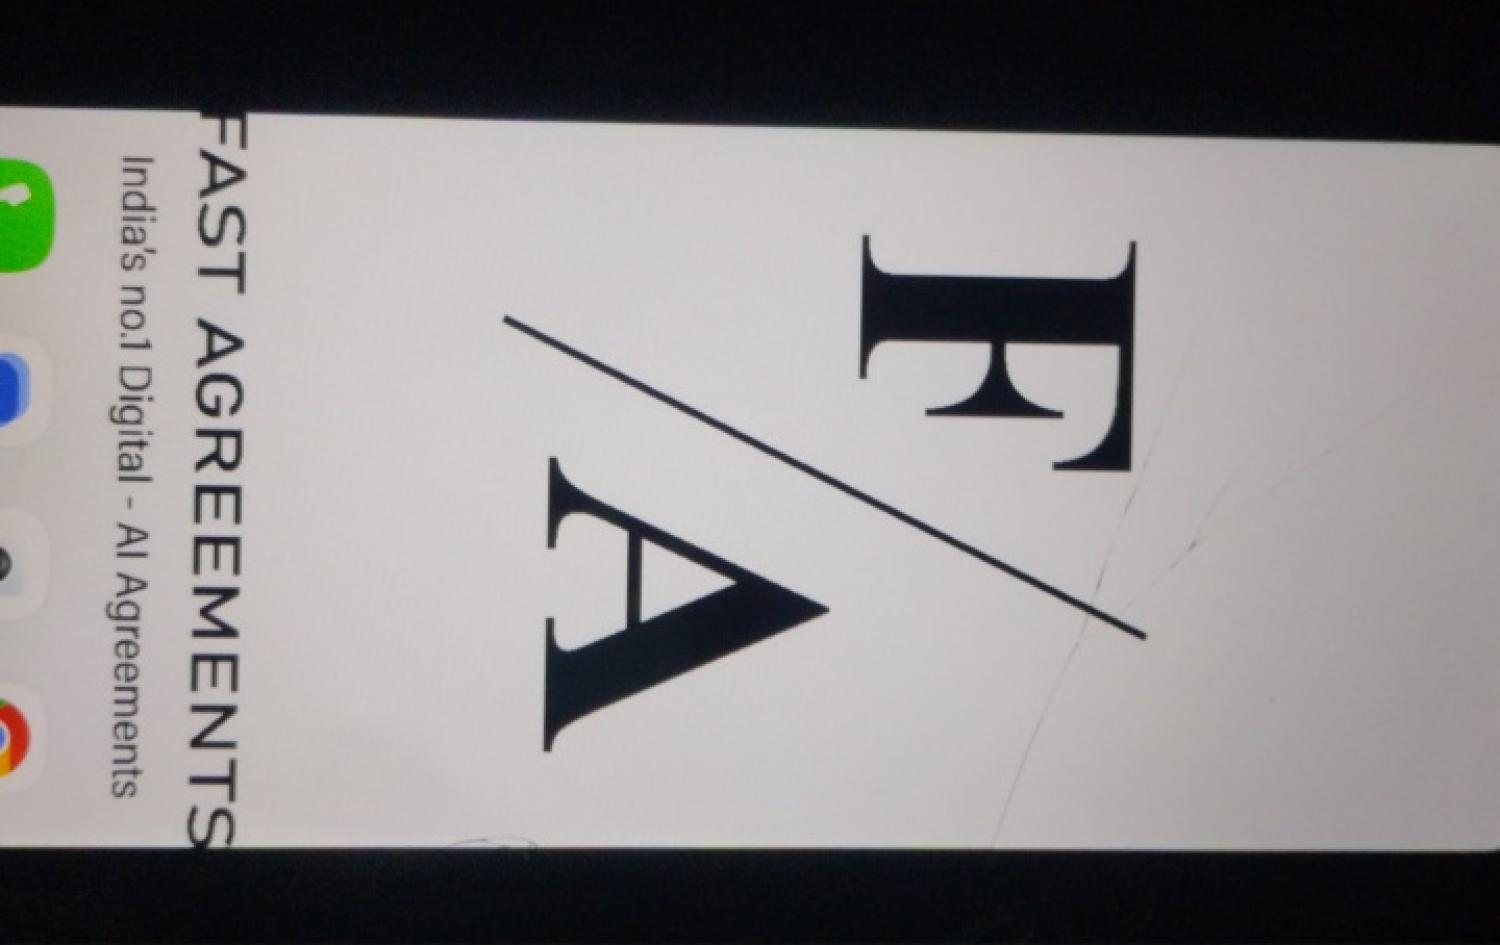 F
A
FAST AGREEMENTS
India's no.1 Digital - AI Agreements